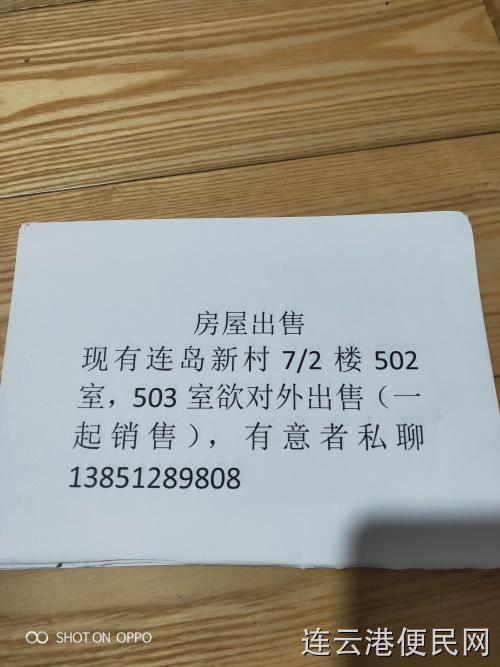 房屋出售
现有连岛新村 7/2 楼 502
室，503 室欲对外出售（一
起销售），有意者私聊
13851289808
SHOT ON OPPO
连云港便民网